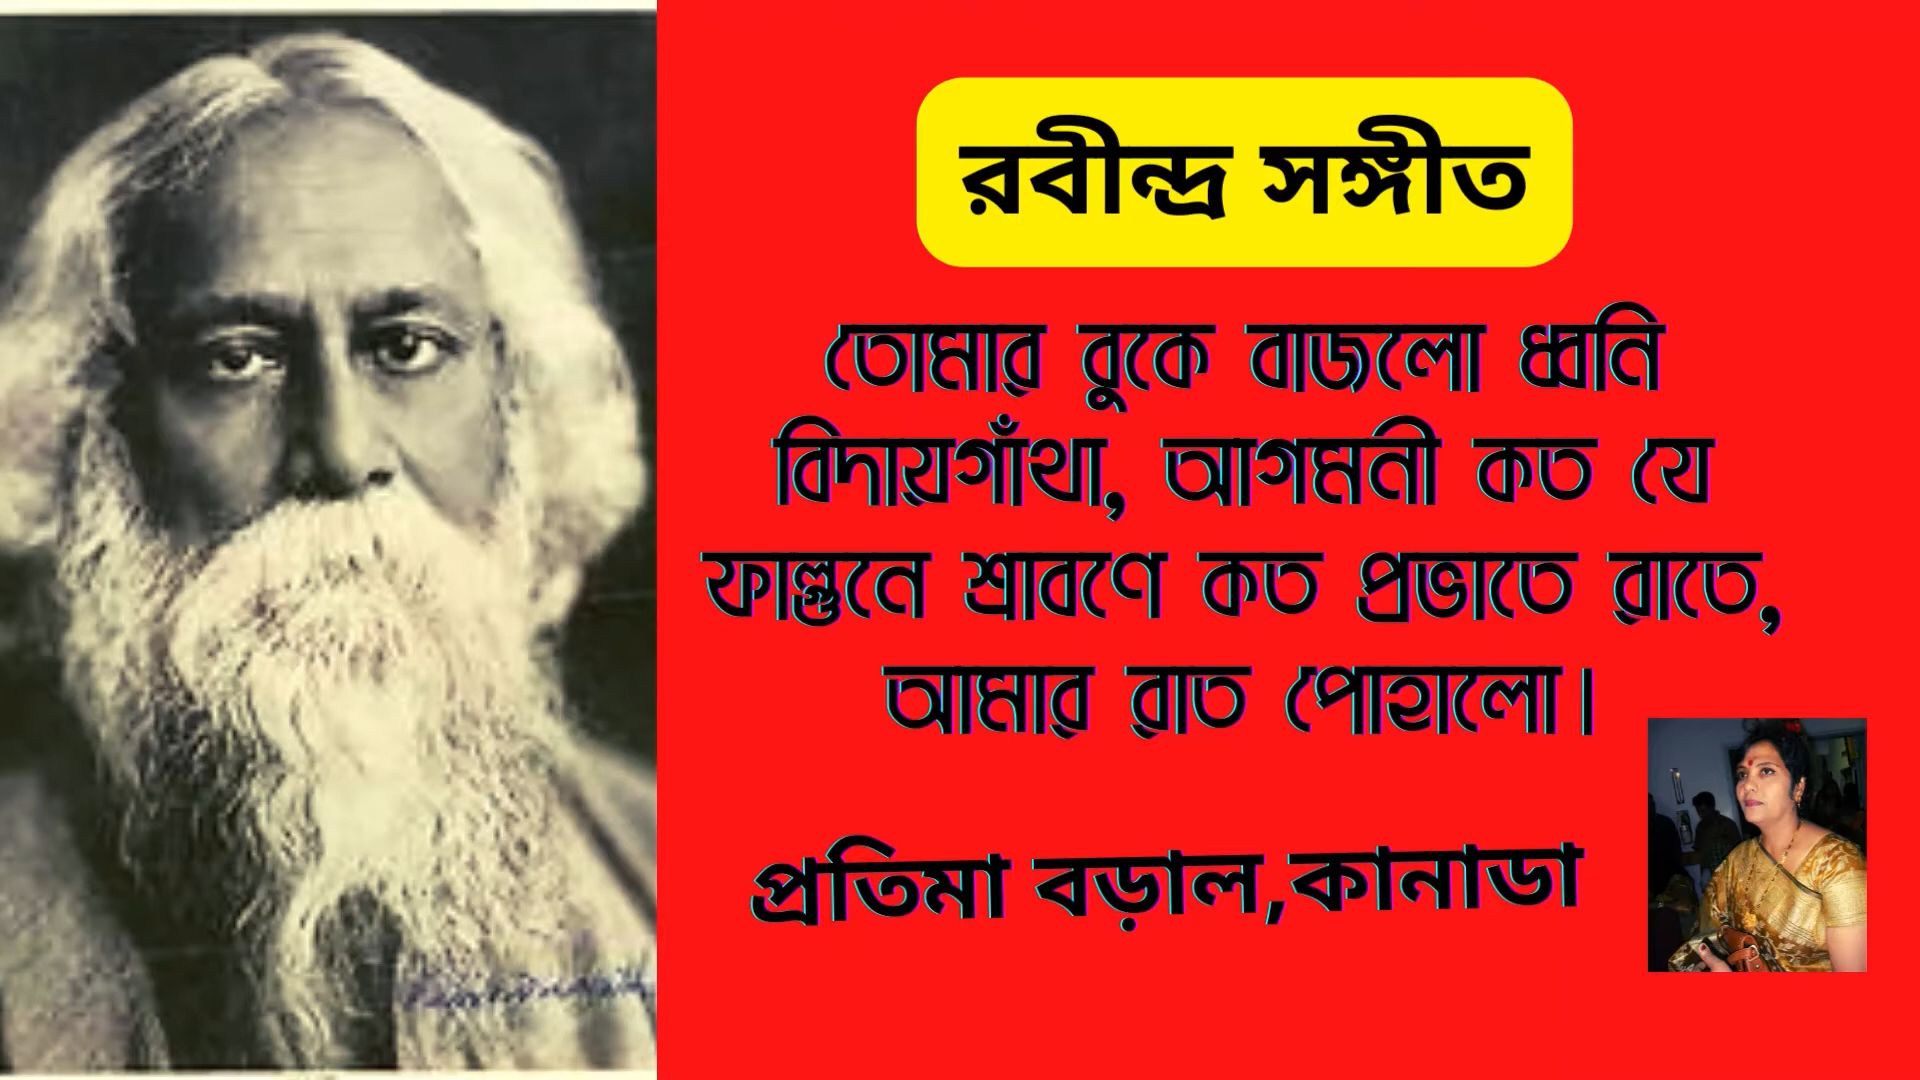 রবীন্দ্র সঙ্গীত
তোমার বুকে বাজলো ধ্বনি
বিদায়গাঁথা, আগমনী কত যে
ফাল্গুনে শ্রাবণে কত প্রভাতে রাতে,
আমার রাত পোহালো।
প্রতিমা বড়াল,কানাডা